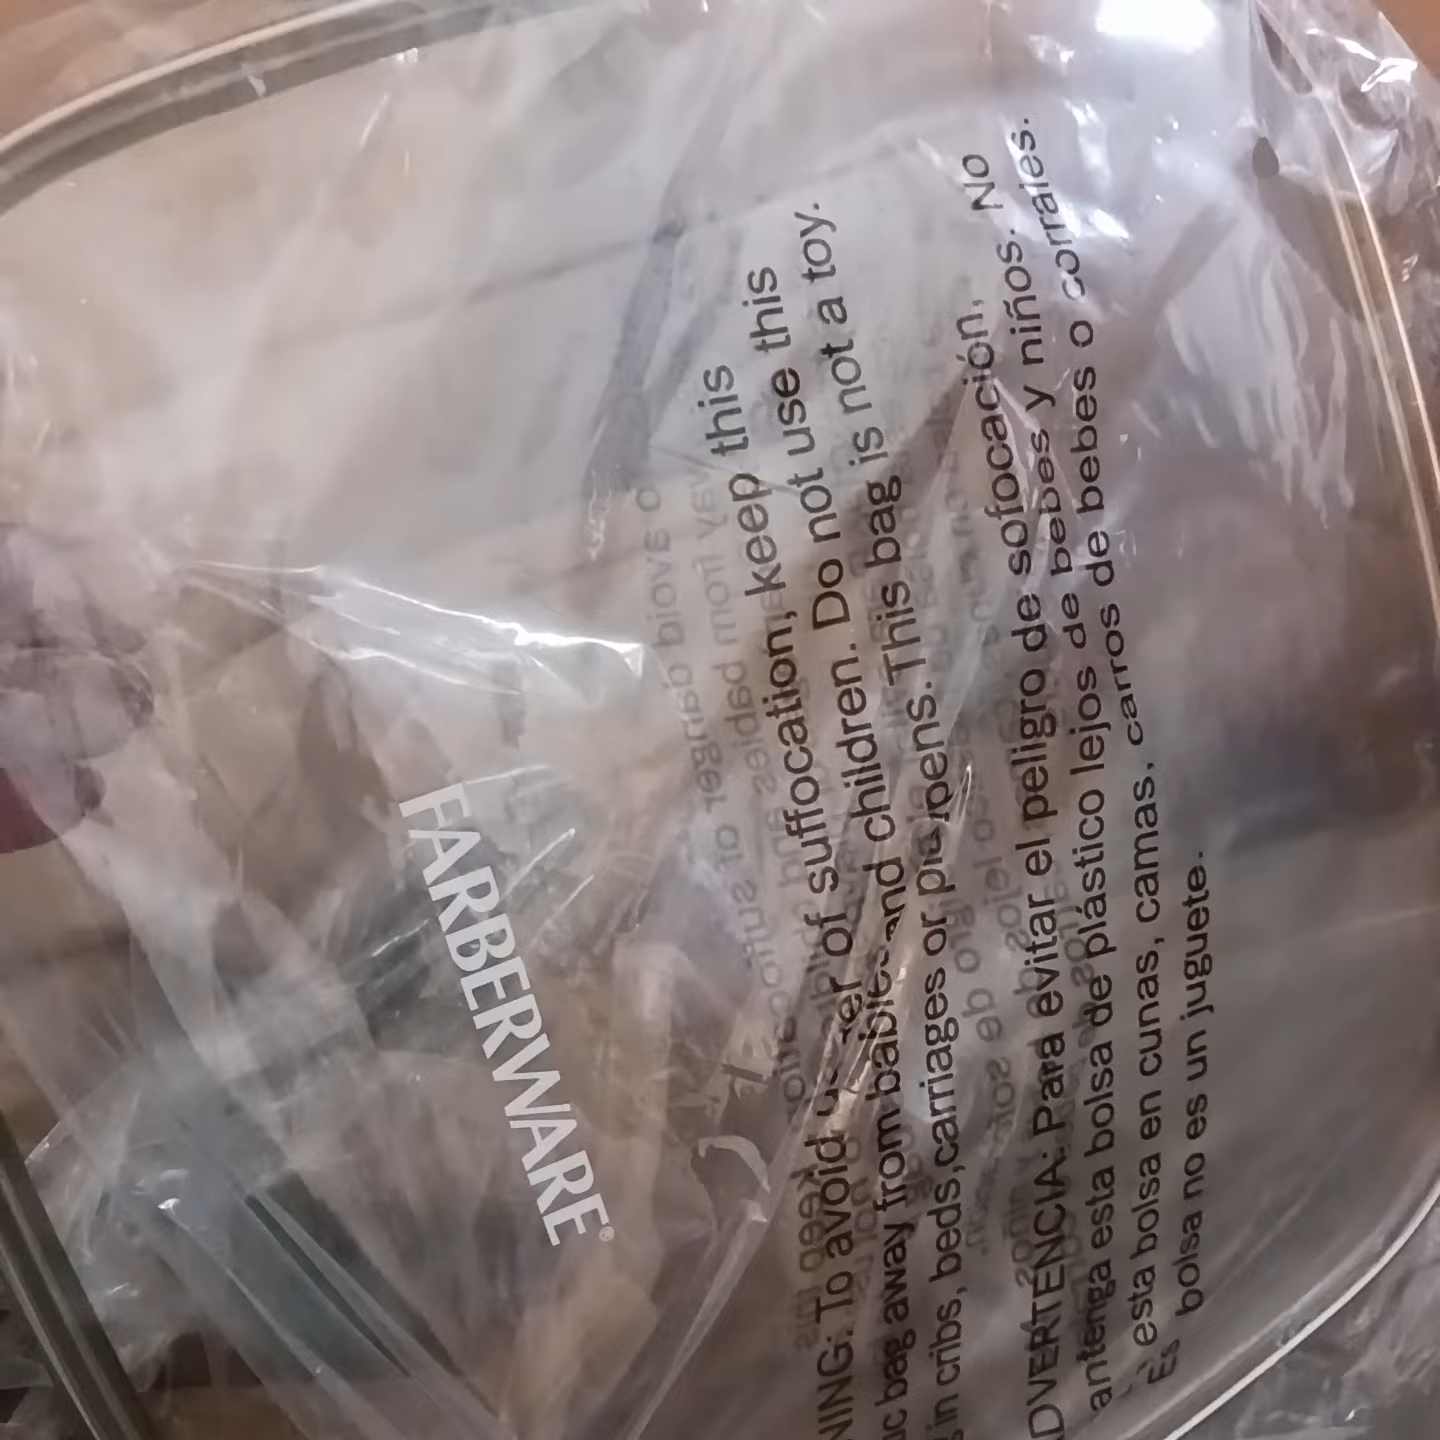 FARBERWARE®
To avoid of suffocation, keep this
bag away from babies and children. Do not use this
in cribs, beds, carriages or pens. This bag is not a toy.
ADVERTENCIA: Para evitar el peligro de sofocación,
antenga esta bolsa de plástico lejos de bebes y niños. No
esta bolsa en cunas, camas, carros de bebes o corrales.
Es
bolsa no es un juguete.